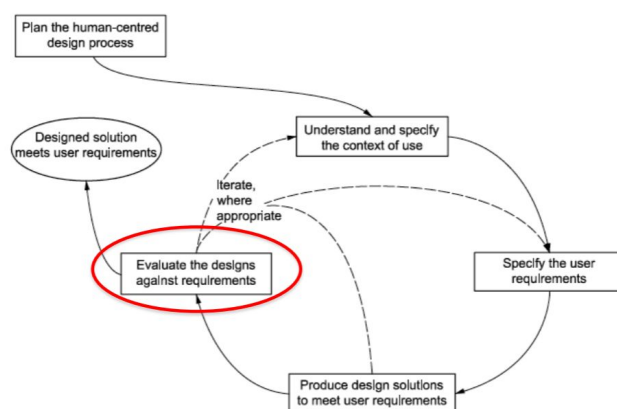 Plan the human-centred
design process
Designed solution
meets user requirements
Understand and specify
the context of use
Iterate,
where
appropriate
Evaluate the designs
against requirements
Specify the user
requirements
Produce design solutions
to meet user requirements